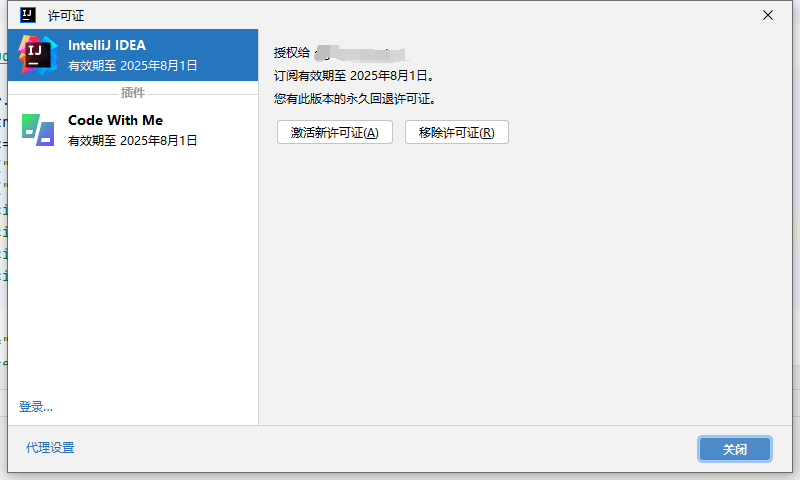 许可证
IntelliJ IDEA
有效期至 2025年8月1日
插件
Code With Me
有效期至 2025年8月1日
登录...
授权给
订阅有效期至 2025年8月1日。
您有此版本的永久回退许可证。
激活新许可证(A)
移除许可证(R)
代理设置
关闭